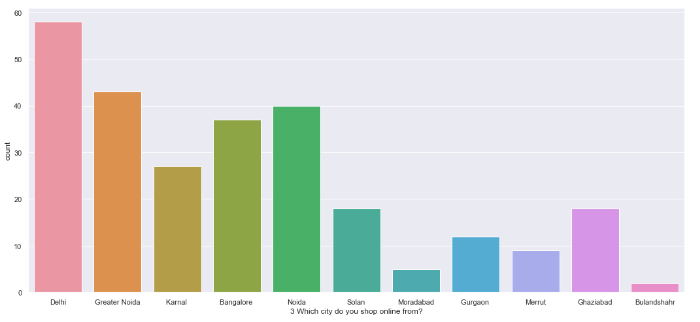 60
50
40
30
20
10
0
count
Delhi Greater Noida Karnal Bangalore Noida Solan Moradabad Gurgaon Merrut Ghaziabad Bulandshahr
3 Which city do you shop online from?